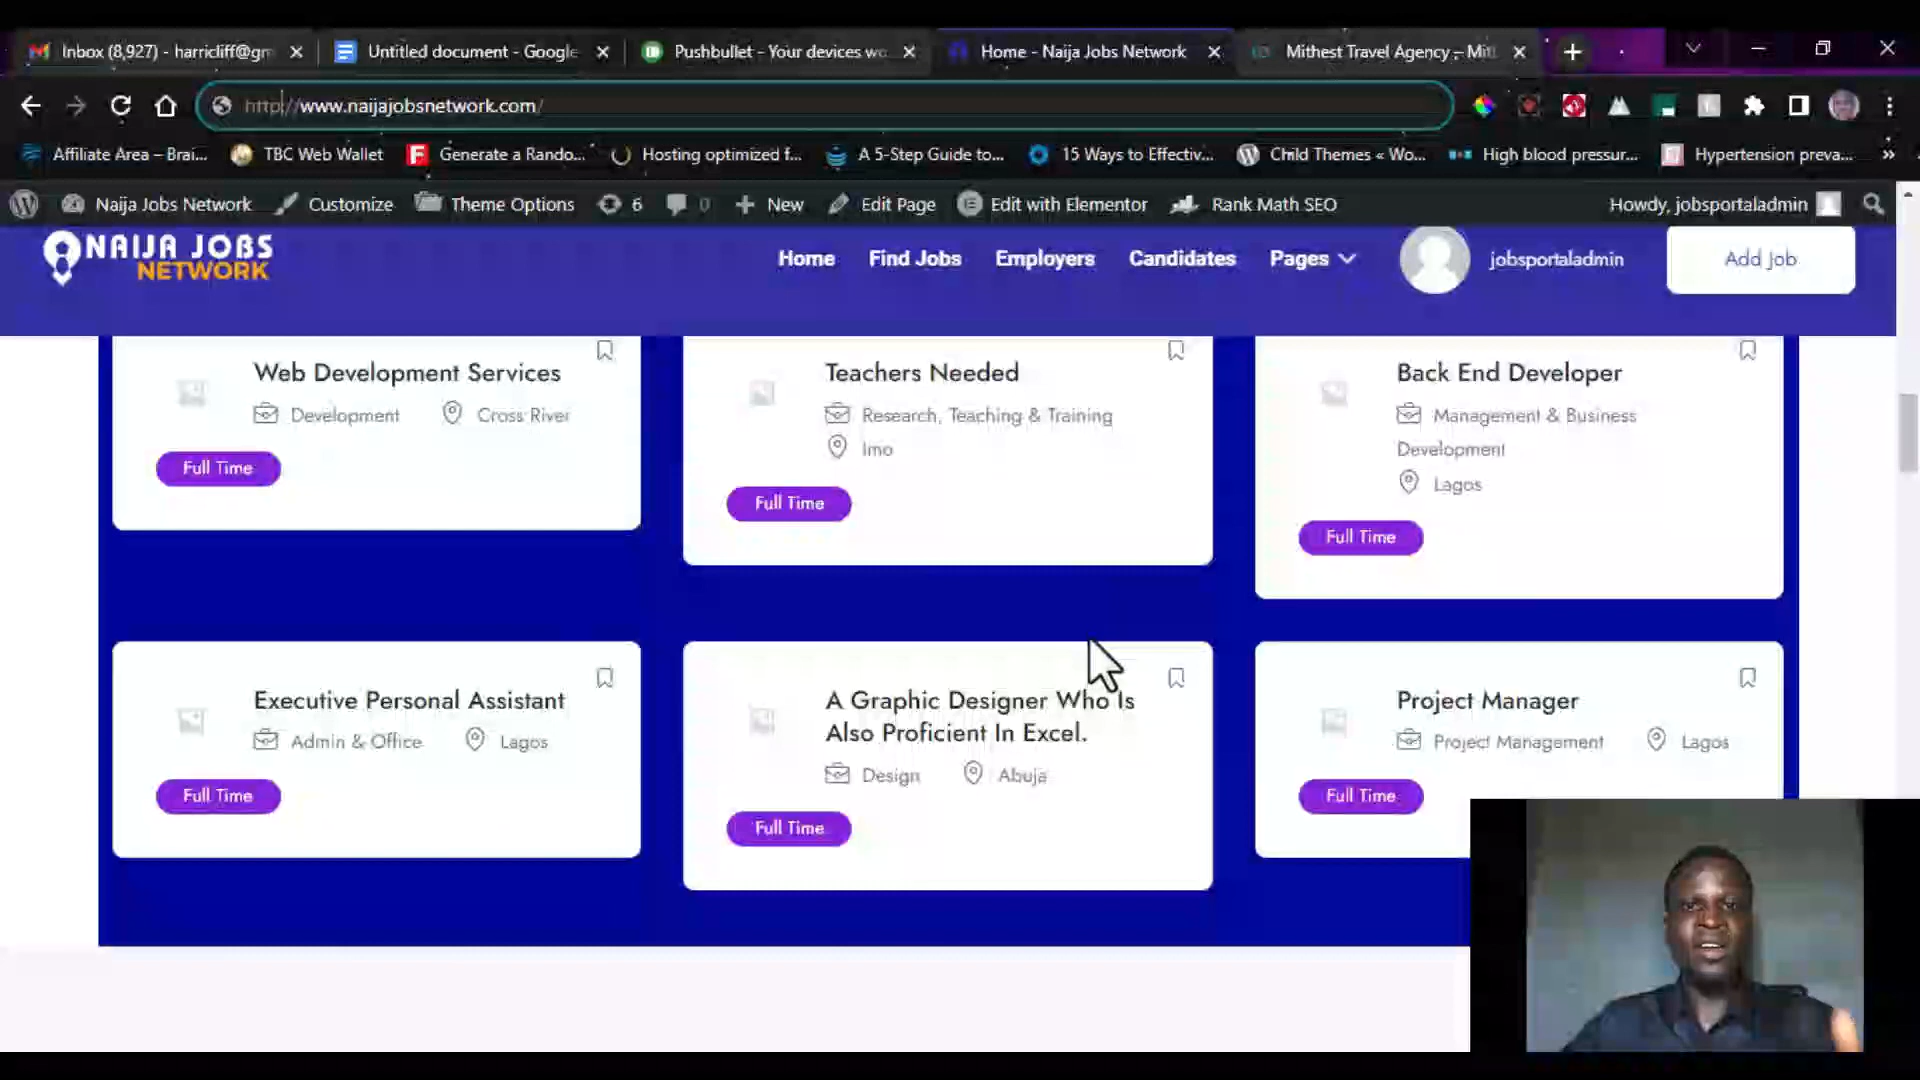 Inbox (8,927) - harricliff@gm
Untitled document - Google
Pushbullet - Your devices wo
Home - Naija Jobs Network
Mithest Travel Agency – Mit
http://www.naijajobsnetwork.com/
Affiliate Area – Brai...
TBC Web Wallet
Generate a Rando...
Hosting optimized f...
A 5-Step Guide to...
15 Ways to Effectiv...
Child Themes « Wo...
High blood pressur...
Hypertension preva...
Naija Jobs Network
Customize
Theme Options
6
0
New
Edit Page
Edit with Elementor
Rank Math SEO
Howdy, jobsportaladmin
NAIJA JOBS
NETWORK
Home
Find Jobs
Employers
Candidates
Pages
jobsportaladmin
Add Job
Web Development Services
Development
Cross River
Full Time
Teachers Needed
Research, Teaching & Training
Imo
Full Time
Back End Developer
Management & Business
Development
Lagos
Full Time
Executive Personal Assistant
Admin & Office
Lagos
Full Time
A Graphic Designer Who Is
Also Proficient In Excel.
Design
Abuja
Full Time
Project Manager
Project Management
Lagos
Full Time